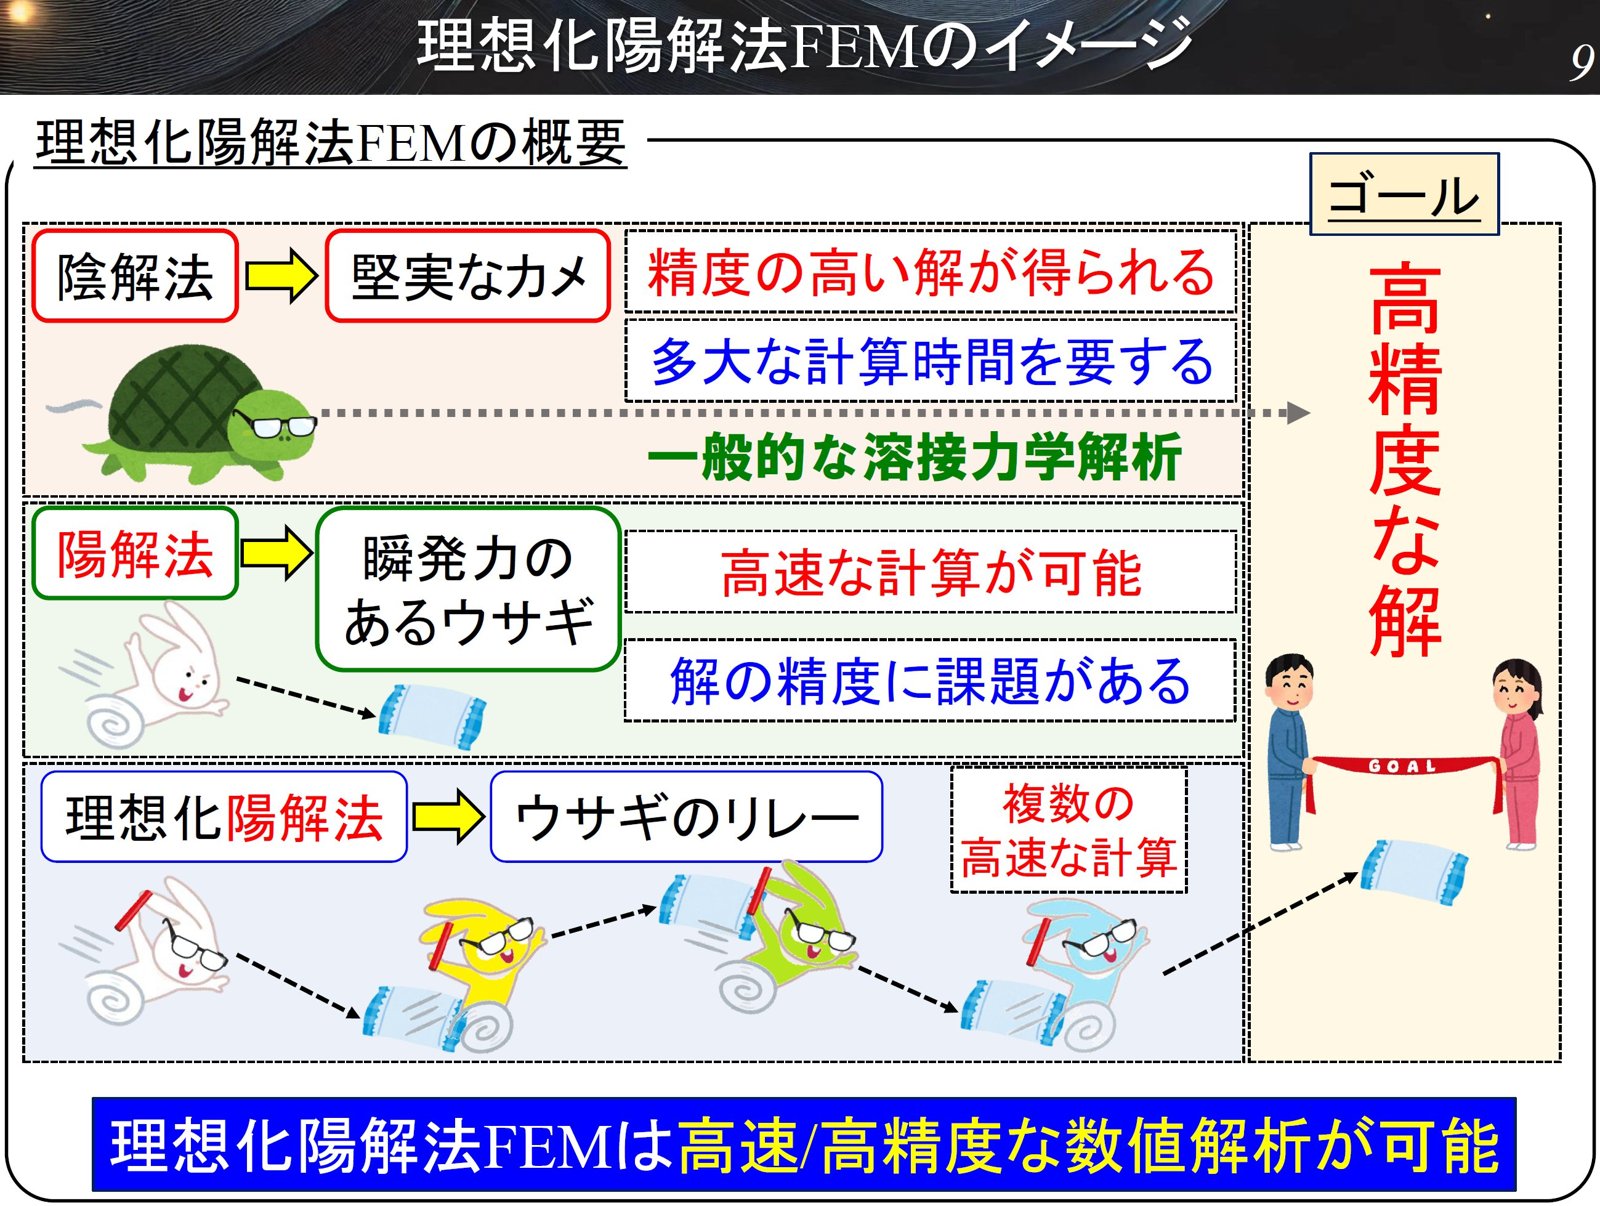 理想化陽解法FEMのイメージ
9
理想化陽解法FEMの概要
ゴール
陰解法
堅実なカメ
精度の高い解が得られる
多大な計算時間を要する
一般的な溶接力学解析
陽解法
瞬発力の
あるウサギ
高速な計算が可能
解の精度に課題がある
理想化陽解法
ウサギのリレー
複数の
高速な計算
高精度な解
GOAL
理想化陽解法FEMは高速/高精度な数値解析が可能